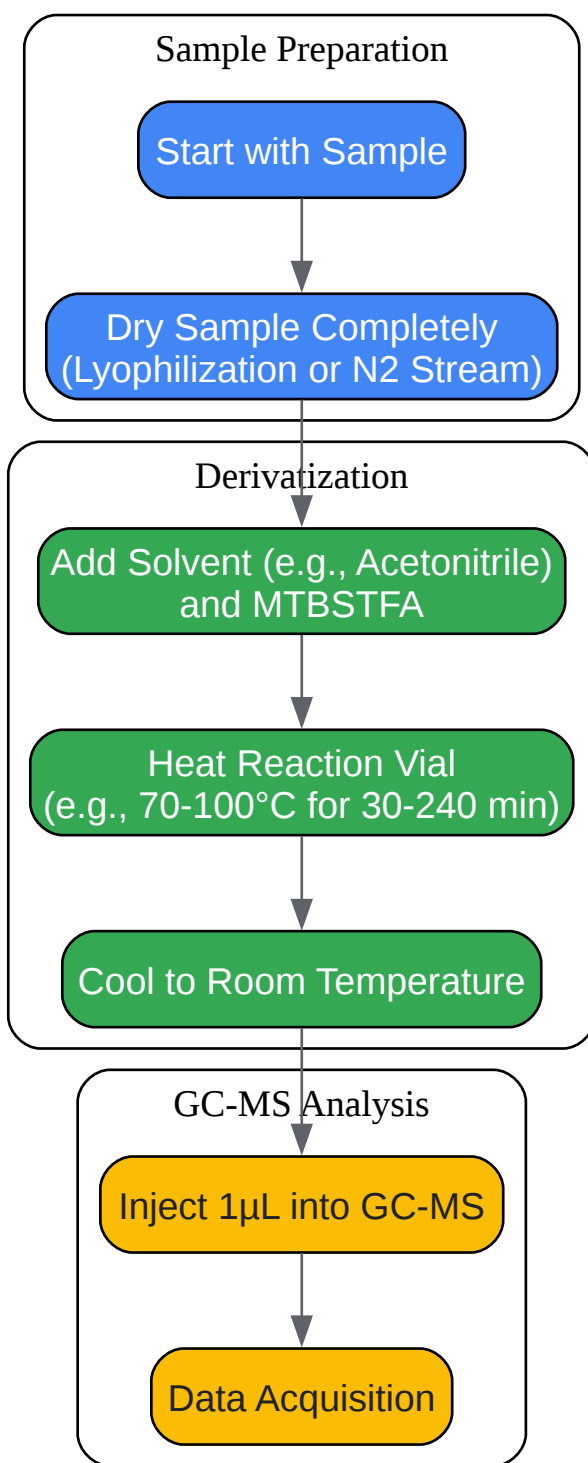 Sample Preparation
Start with Sample
Dry Sample Completely
(Lyophilization or N2 Stream)
Derivatization
Add Solvent (e.g., Acetonitrile)
and MTBSTFA
Heat Reaction Vial
(e.g., 70-100°C for 30-240 min)
Cool to Room Temperature
GC-MS Analysis
Inject 1µL into GC-MS
Data Acquisition